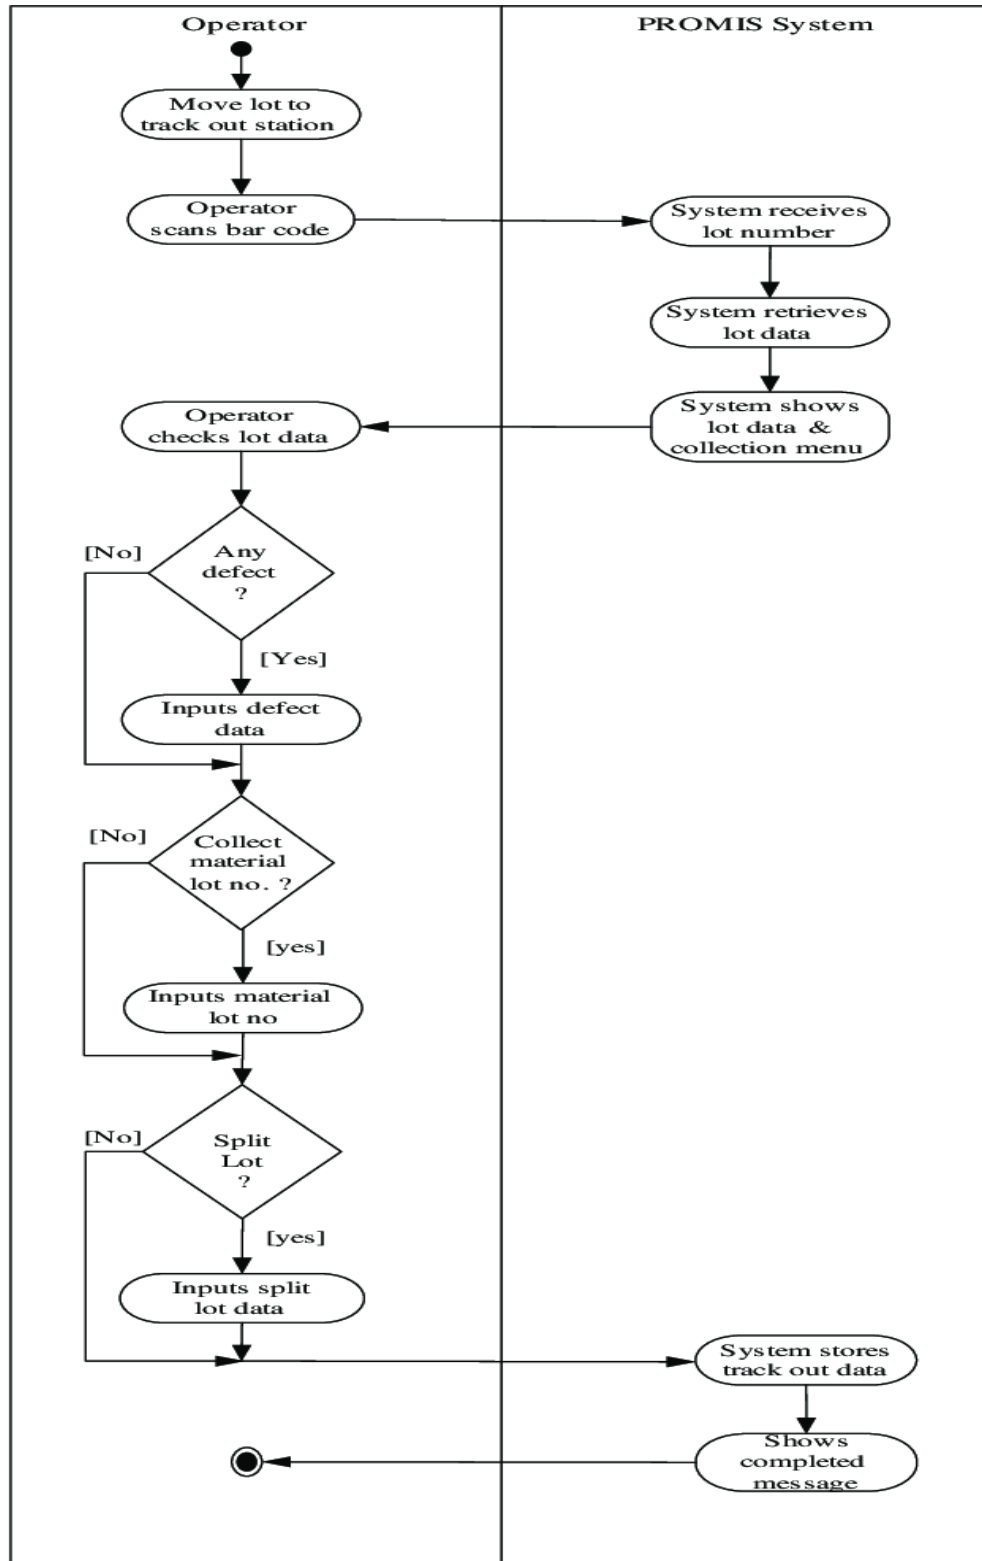 Operator
PROMIS System
Move lot to
track out station
Operator
scans bar code
System receives
lot number
System retrieves
lot data
System shows
lot data &
collection menu
Operator
checks lot data
[No]
Any
defect
?
[Yes]
Inputs defect
data
[No]
Collect
material
lot no. ?
[yes]
Inputs material
lot no
[No]
Split
Lot
?
[yes]
Inputs split
lot data
System stores
track out data
Shows
completed
message